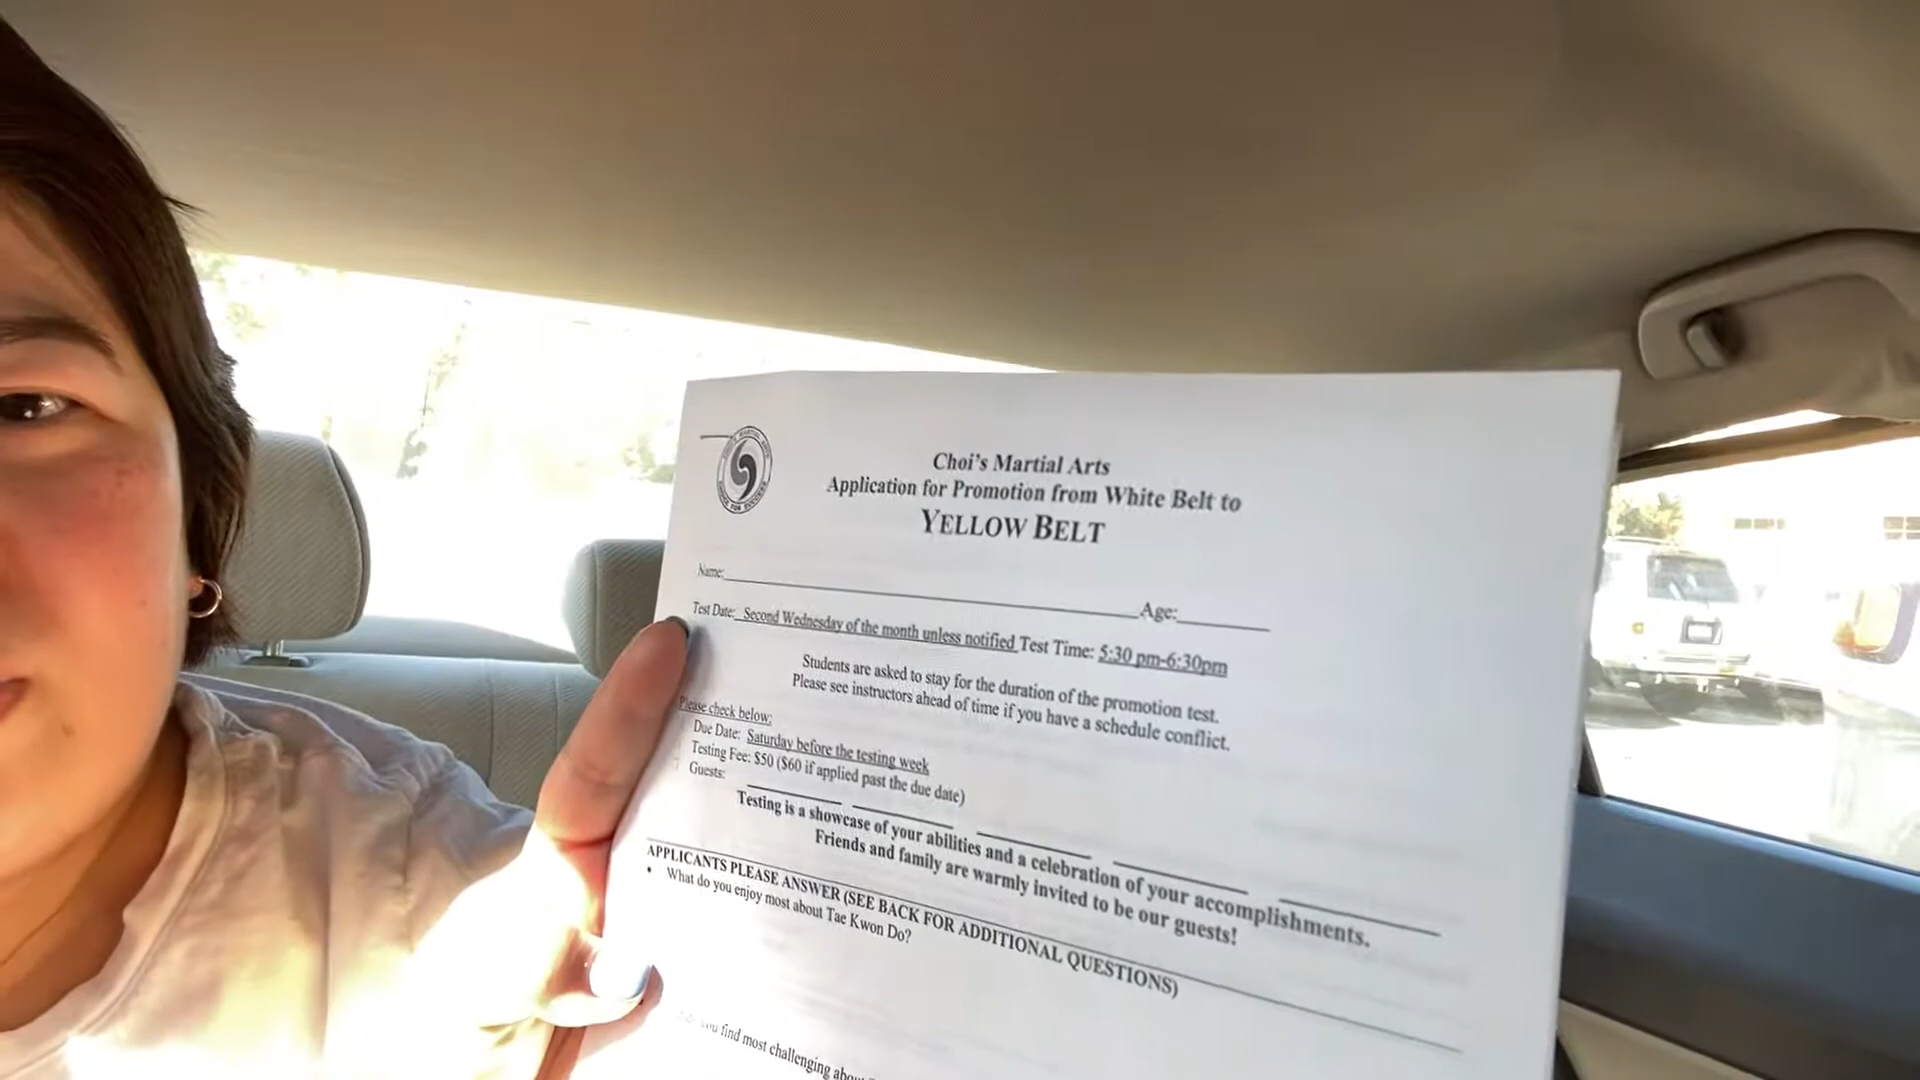 Choi's Martial Arts
Application for Promotion from White Belt to
YELLOW BELT
Name: Age:
Test Date: Second Wednesday of the month unless notified Test Time: 5:30 pm-6:30pm
Students are asked to stay for the duration of the promotion test.
Please see instructors ahead of time if you have a schedule conflict.
Please check below:
Due Date: Saturday before the testing week
Testing Fee: $50 ($60 if applied past the due date)
Guests:
Testing is a showcase of your abilities and a celebration of your accomplishments.
Friends and family are warmly invited to be our guests!
APPLICANTS PLEASE ANSWER (SEE BACK FOR ADDITIONAL QUESTIONS)
• What do you enjoy most about Tae Kwon Do?
you find most challenging about